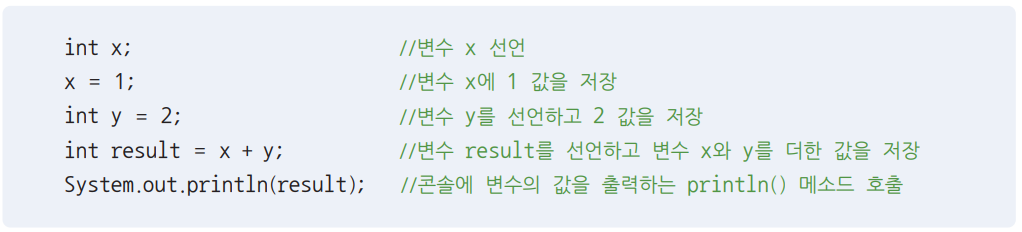 int x; //변수 x 선언
x = 1; //변수 x에 1 값을 저장
int y = 2; //변수 y를 선언하고 2 값을 저장
int result = x + y; //변수 result를 선언하고 변수 x와 y를 더한 값을 저장
System.out.println(result); //콘솔에 변수의 값을 출력하는 println() 메소드 호출